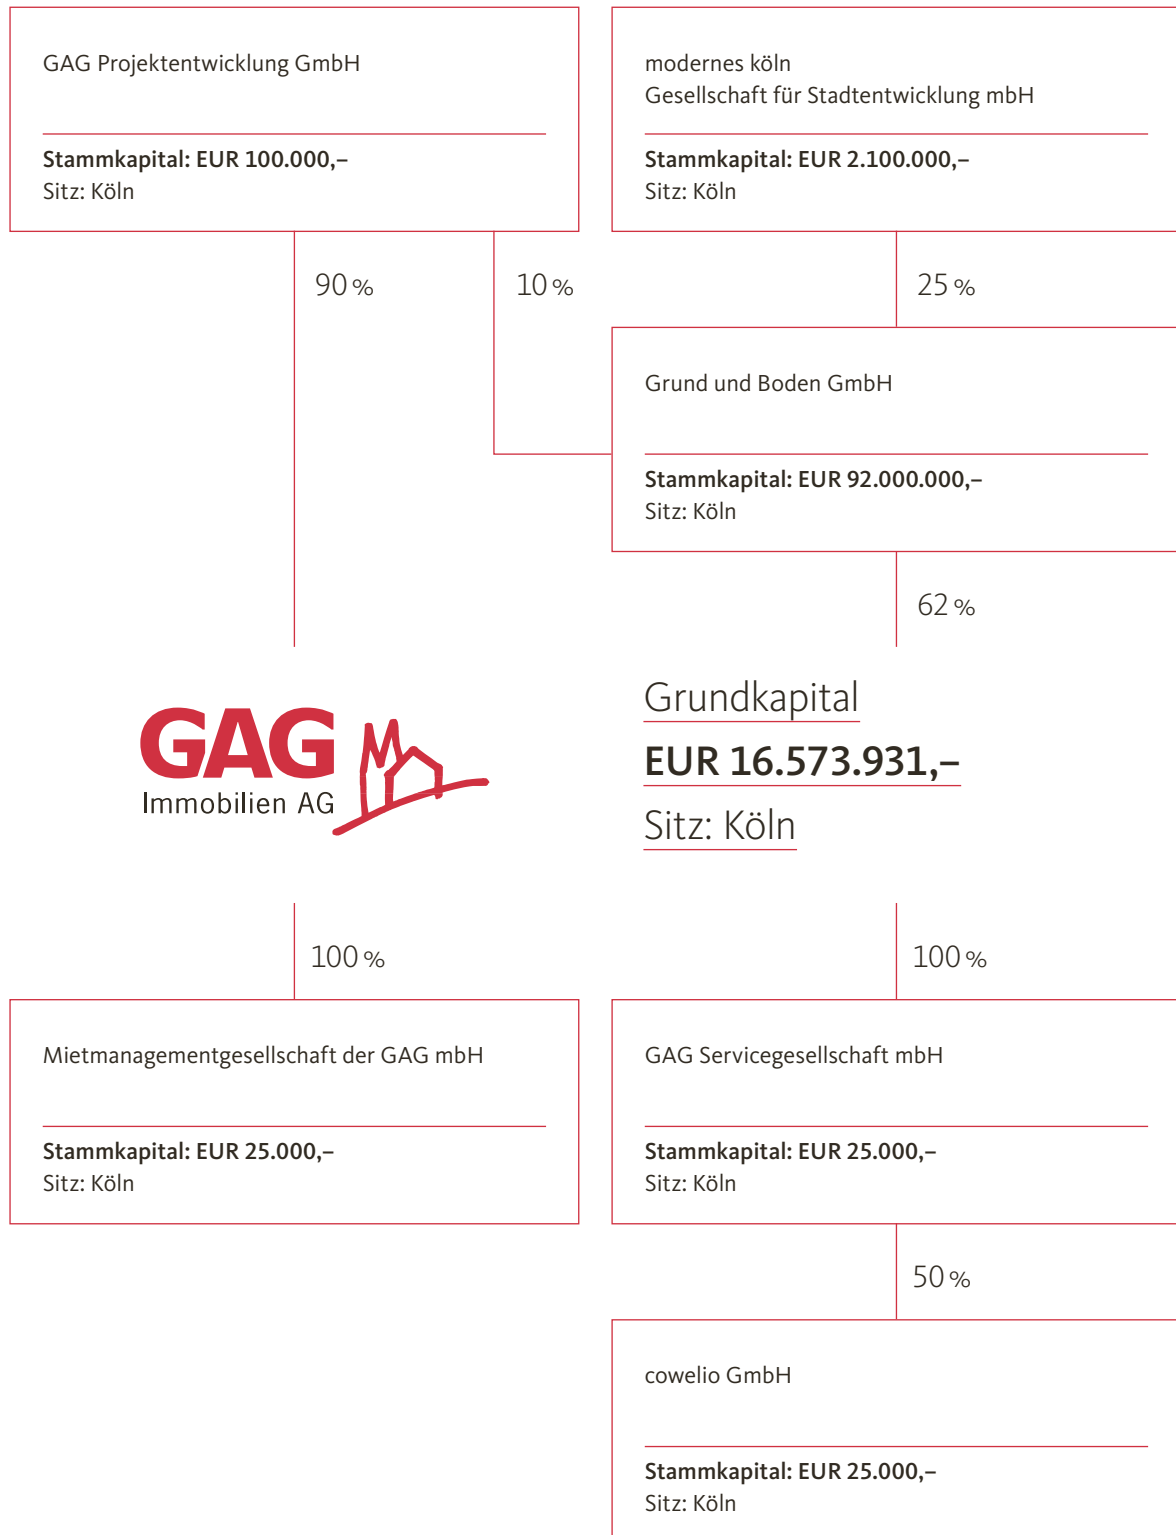 GAG Projektentwicklung GmbH
Stammkapital: EUR 100.000,–
Sitz: Köln
modernes köln
Gesellschaft für Stadtentwicklung mbH
Stammkapital: EUR 2.100.000,–
Sitz: Köln
90 %
10 %
25 %
Grund und Boden GmbH
Stammkapital: EUR 92.000.000,–
Sitz: Köln
62 %
GAG
Immobilien AG
Grundkapital
EUR 16.573.931,–
Sitz: Köln
100 %
100 %
Mietmanagementgesellschaft der GAG mbH
Stammkapital: EUR 25.000,–
Sitz: Köln
GAG Servicegesellschaft mbH
Stammkapital: EUR 25.000,–
Sitz: Köln
50 %
cowelio GmbH
Stammkapital: EUR 25.000,–
Sitz: Köln